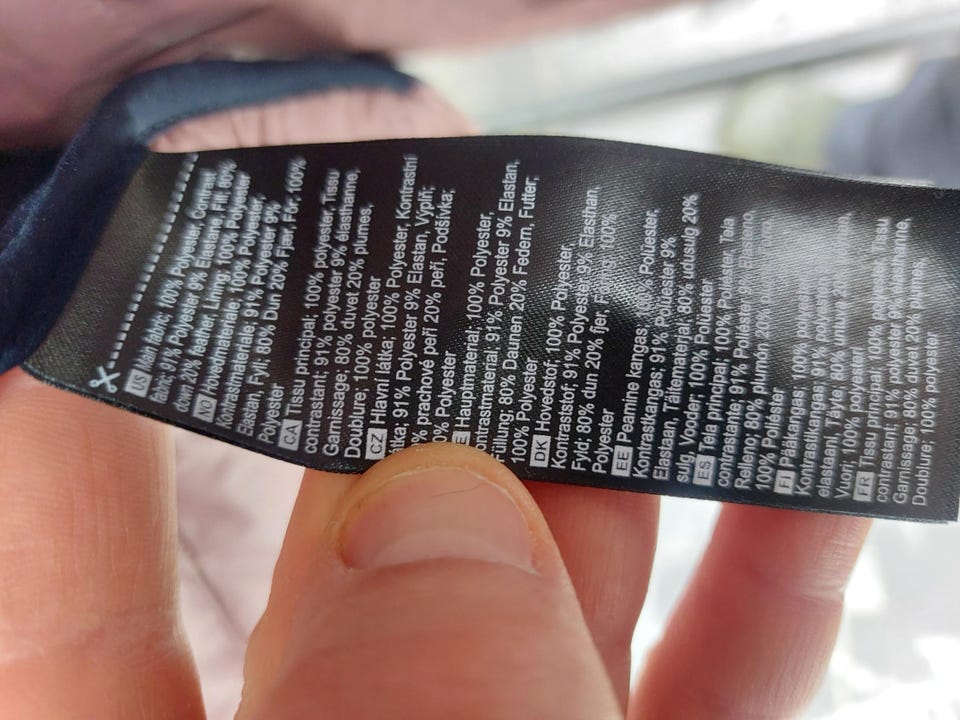 US Main fabric; 100% Polyester, Contrast
fabric; 91% Polyester 9% Elastane, Fill; 80%
down 20% feather, Lining; 100% Polyester
NO Hovedmateriale; 100% Polyester,
Kontrastmateriale; 91% Polyester 9%
Elastan, Fyll; 80% Dun 20% Fjær, Fôr; 100%
Polyester
CA Tissu principal; 100% polyester, Tissu
contrastant; 91% polyester 9% élasthanne,
Garnissage; 80% duvet 20% plumes,
Doublure; 100% polyester
CZ Hlavní látka; 100% Polyester, Kontrastní
látka; 91% Polyester 9% Elastan, Výplň;
% prachové peří 20% peří, Podšívka;
0% Polyester
Hauptmaterial; 100% Polyester,
ontrastmaterial; 91% Polyester 9% Elastan,
Füllung; 80% Daunen 20% Federn, Futter;
100% Polyester
DK Hovedstof; 100% Polyester,
Kontraststof; 91% Polyester 9% Elasthan,
Fyld; 80% dun 20% fjer, 100%
Polyester
EE Peamine kangas, 100% Polüester,
Kontrastkangas; 91% Polüester 9%
Elastaan, Täitematerjal; 80% udusulg 20%
sulg, Vooder; 100% Polüester
ES Tela principal; 100% Poliéster, Tela
contrastante; 91% Poliéster 9% Elastano,
Relleno; 80% plumón 20%
100% Poliéster
FI Pääkangas 100%
Kontrastkangas; 91% polyesteri 9%
elastaani, Täyte; 80% untuvaa
Vuori; 100% polyesteri
FR Tissu principal; 100% polyester, Tissu
contrastant; 91% polyester 9% élasthanne,
Garnissage; 80% duvet 20% plumes,
Doublure; 100% polyester